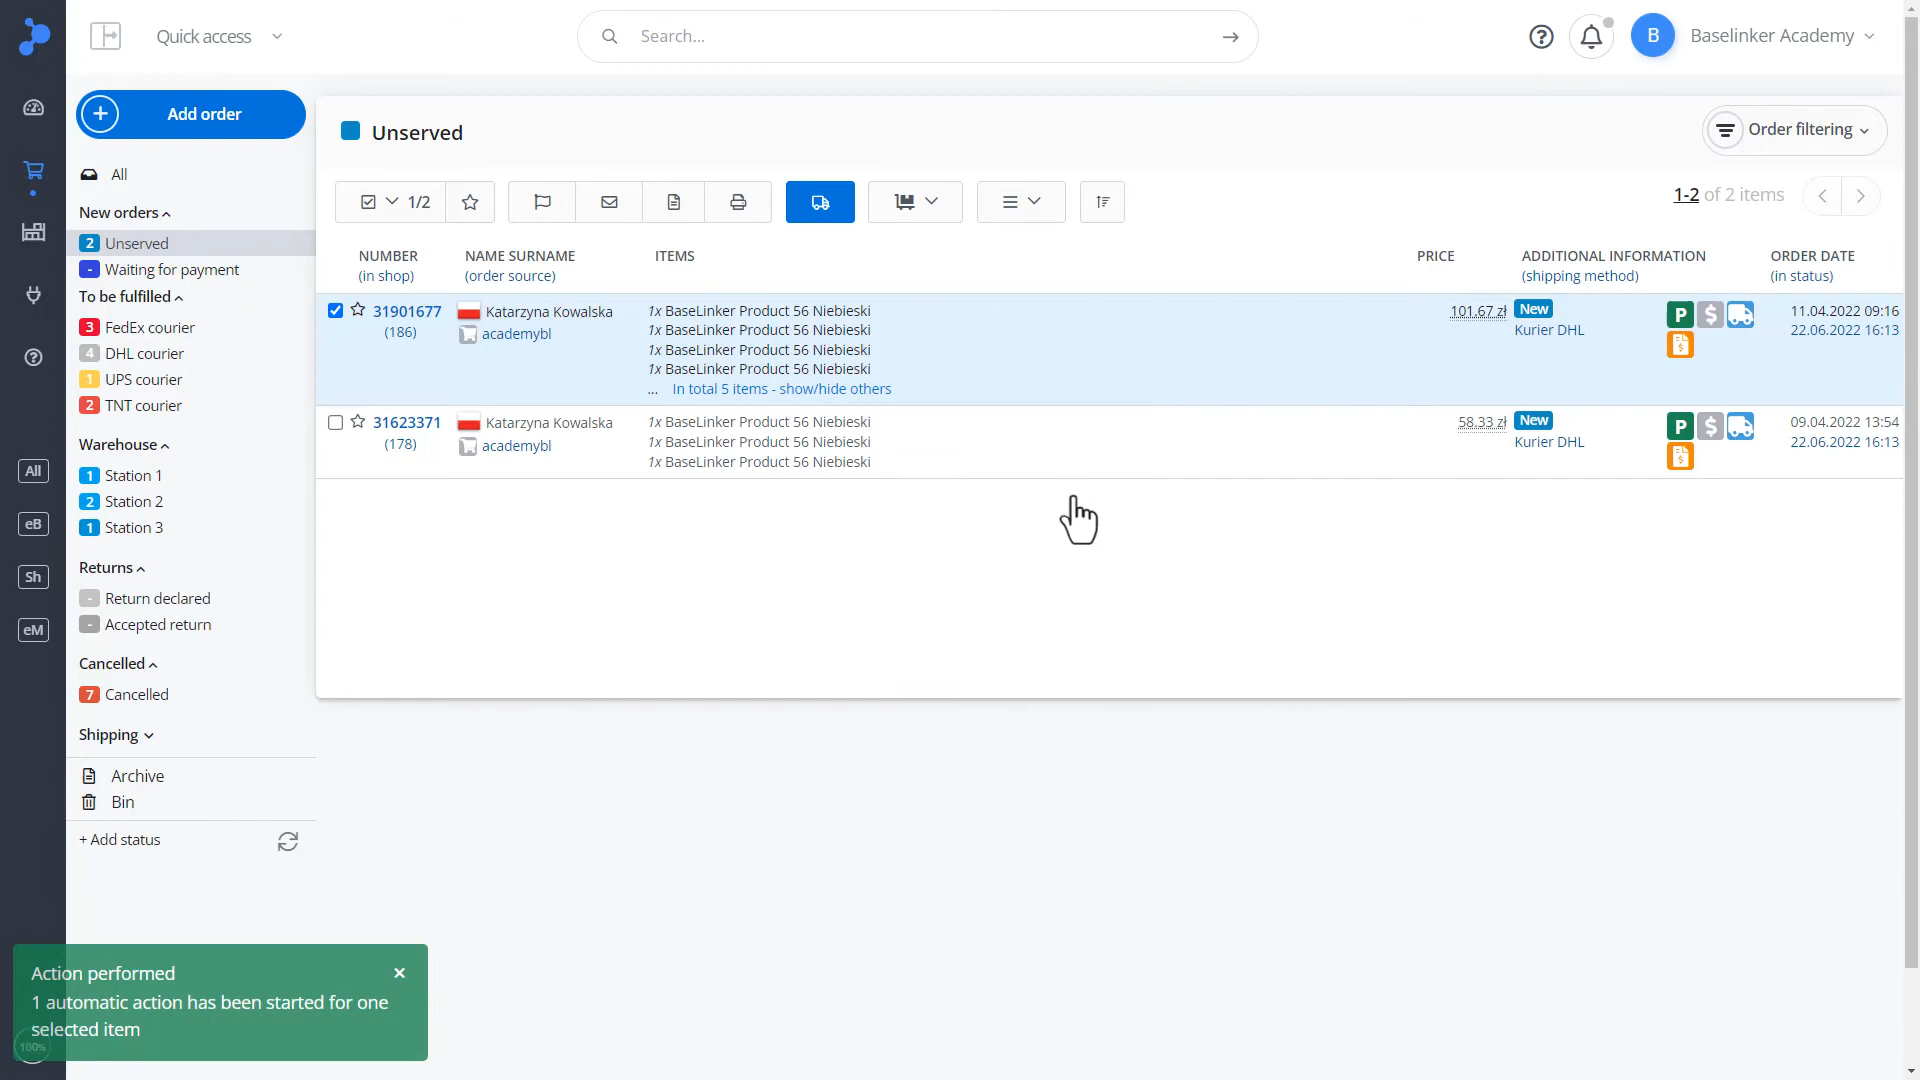 Quick access
Search...
B
Baselinker Academy
Add order
All
New orders
2 Unserved
- Waiting for payment
To be fulfilled
3 FedEx courier
4 DHL courier
1 UPS courier
2 TNT courier
Warehouse
1 Station 1
2 Station 2
1 Station 3
Returns
- Return declared
- Accepted return
Cancelled
7 Cancelled
Shipping
Archive
Bin
+ Add status
All
eB
Sh
eM
Unserved
Order filtering
1/2
1-2 of 2 items
NUMBER NAME SURNAME ITEMS PRICE ADDITIONAL INFORMATION ORDER DATE
(in shop) (order source) (shipping method) (in status)
31901677 Katarzyna Kowalska 1x BaseLinker Product 56 Niebieski 101.67 zł New P $ 11.04.2022 09:16
(186) academybl 1x BaseLinker Product 56 Niebieski Kurier DHL 22.06.2022 16:13
1x BaseLinker Product 56 Niebieski
1x BaseLinker Product 56 Niebieski
... In total 5 items - show/hide others
31623371 Katarzyna Kowalska 1x BaseLinker Product 56 Niebieski 58.33 zł New P $ 09.04.2022 13:54
(178) academybl 1x BaseLinker Product 56 Niebieski Kurier DHL 22.06.2022 16:13
1x BaseLinker Product 56 Niebieski
Action performed
1 automatic action has been started for one
selected item
100%